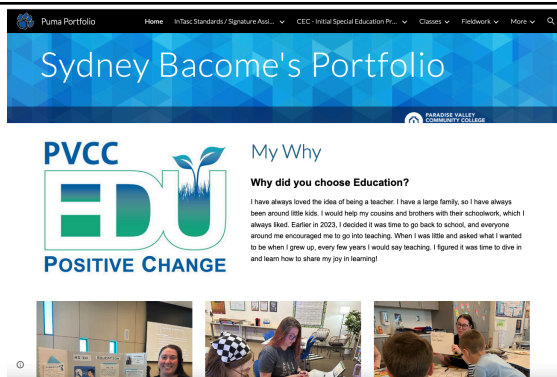 Puma Portfolio
Home InTasc Standards / Signature Assi... CEC - Initial Special Education Pr... Classes Fieldwork More
Sydney Bacome's Portfolio
PARADISE VALLEY
COMMUNITY COLLEGE
PVCC
EDU
POSITIVE CHANGE
My Why
Why did you choose Education?
I have always loved the idea of being a teacher. I have a large family, so I have always
been around little kids. I would help my cousins and brothers with their schoolwork, which I
always liked. Earlier in 2023, I decided it was time to go back to school, and everyone
around me encouraged me to go into teaching. When I was little and asked what I wanted
to be when I grew up, every few years I would say teaching. I figured it was time to dive in
and learn how to share my joy in learning!